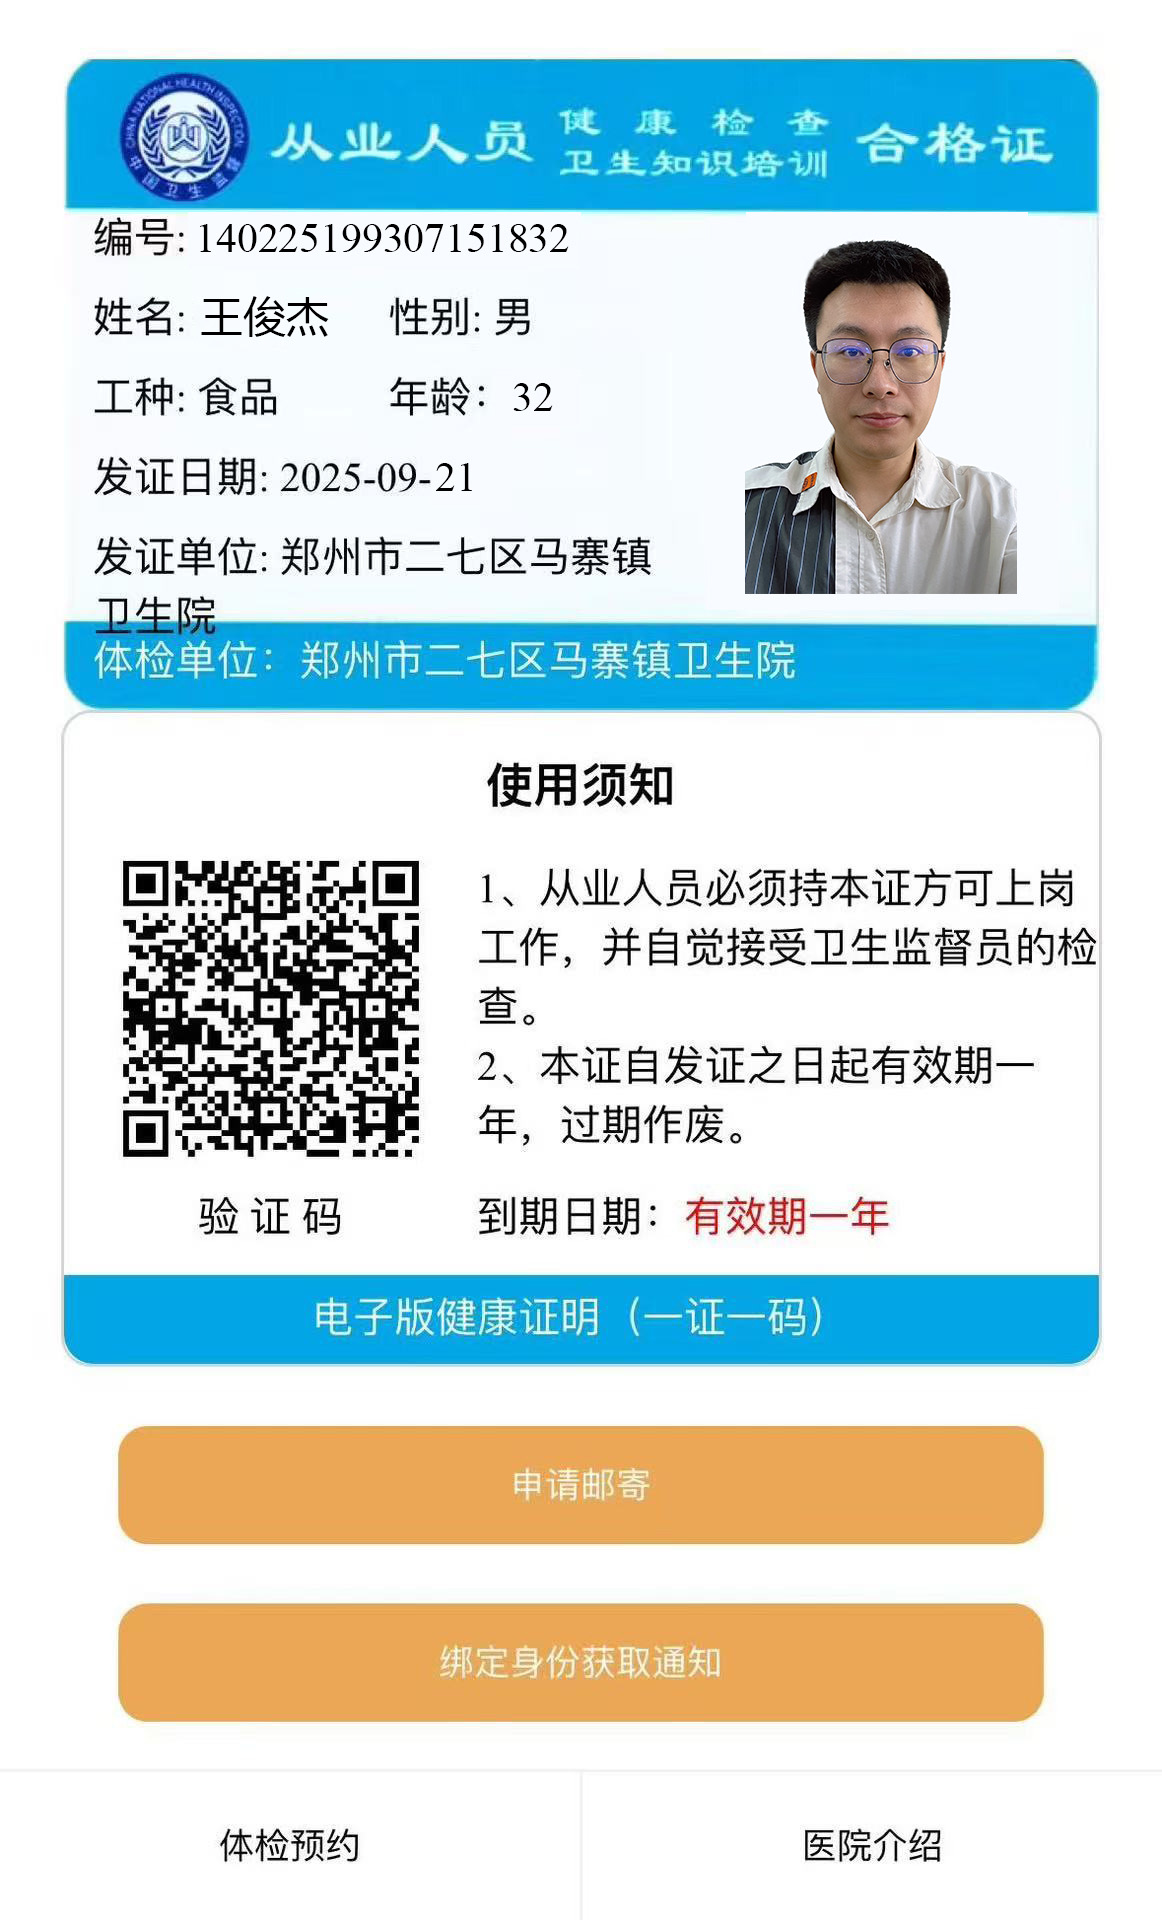 CHINA NATIONAL HEALTH INSPECTION
中国卫生监督
从业人员 健康检查 合格证
卫生知识培训
编号: 140225199307151832
姓名: 王俊杰 性别: 男
工种: 食品 年龄：32
发证日期: 2025-09-21
发证单位: 郑州市二七区马寨镇
卫生院
体检单位：郑州市二七区马寨镇卫生院
使用须知
1、从业人员必须持本证方可上岗
工作，并自觉接受卫生监督员的检
查。
2、本证自发证之日起有效期一
年，过期作废。
验证码 到期日期：有效期一年
电子版健康证明（一证一码）
申请邮寄
绑定身份获取通知
体检预约 医院介绍